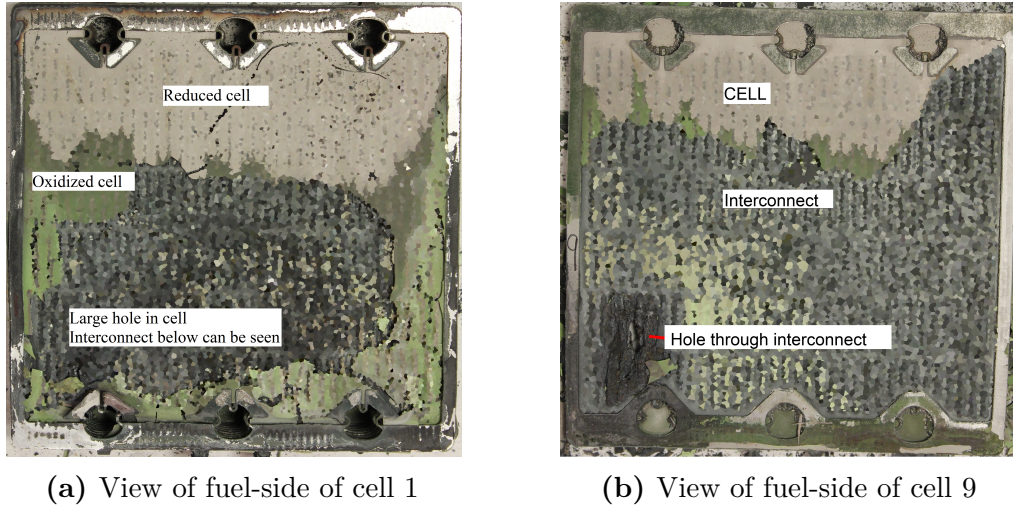 Reduced cell
Oxidized cell
Large hole in cell
Interconnect below can be seen
CELL
Interconnect
Hole through interconnect
(a) View of fuel-side of cell 1
(b) View of fuel-side of cell 9